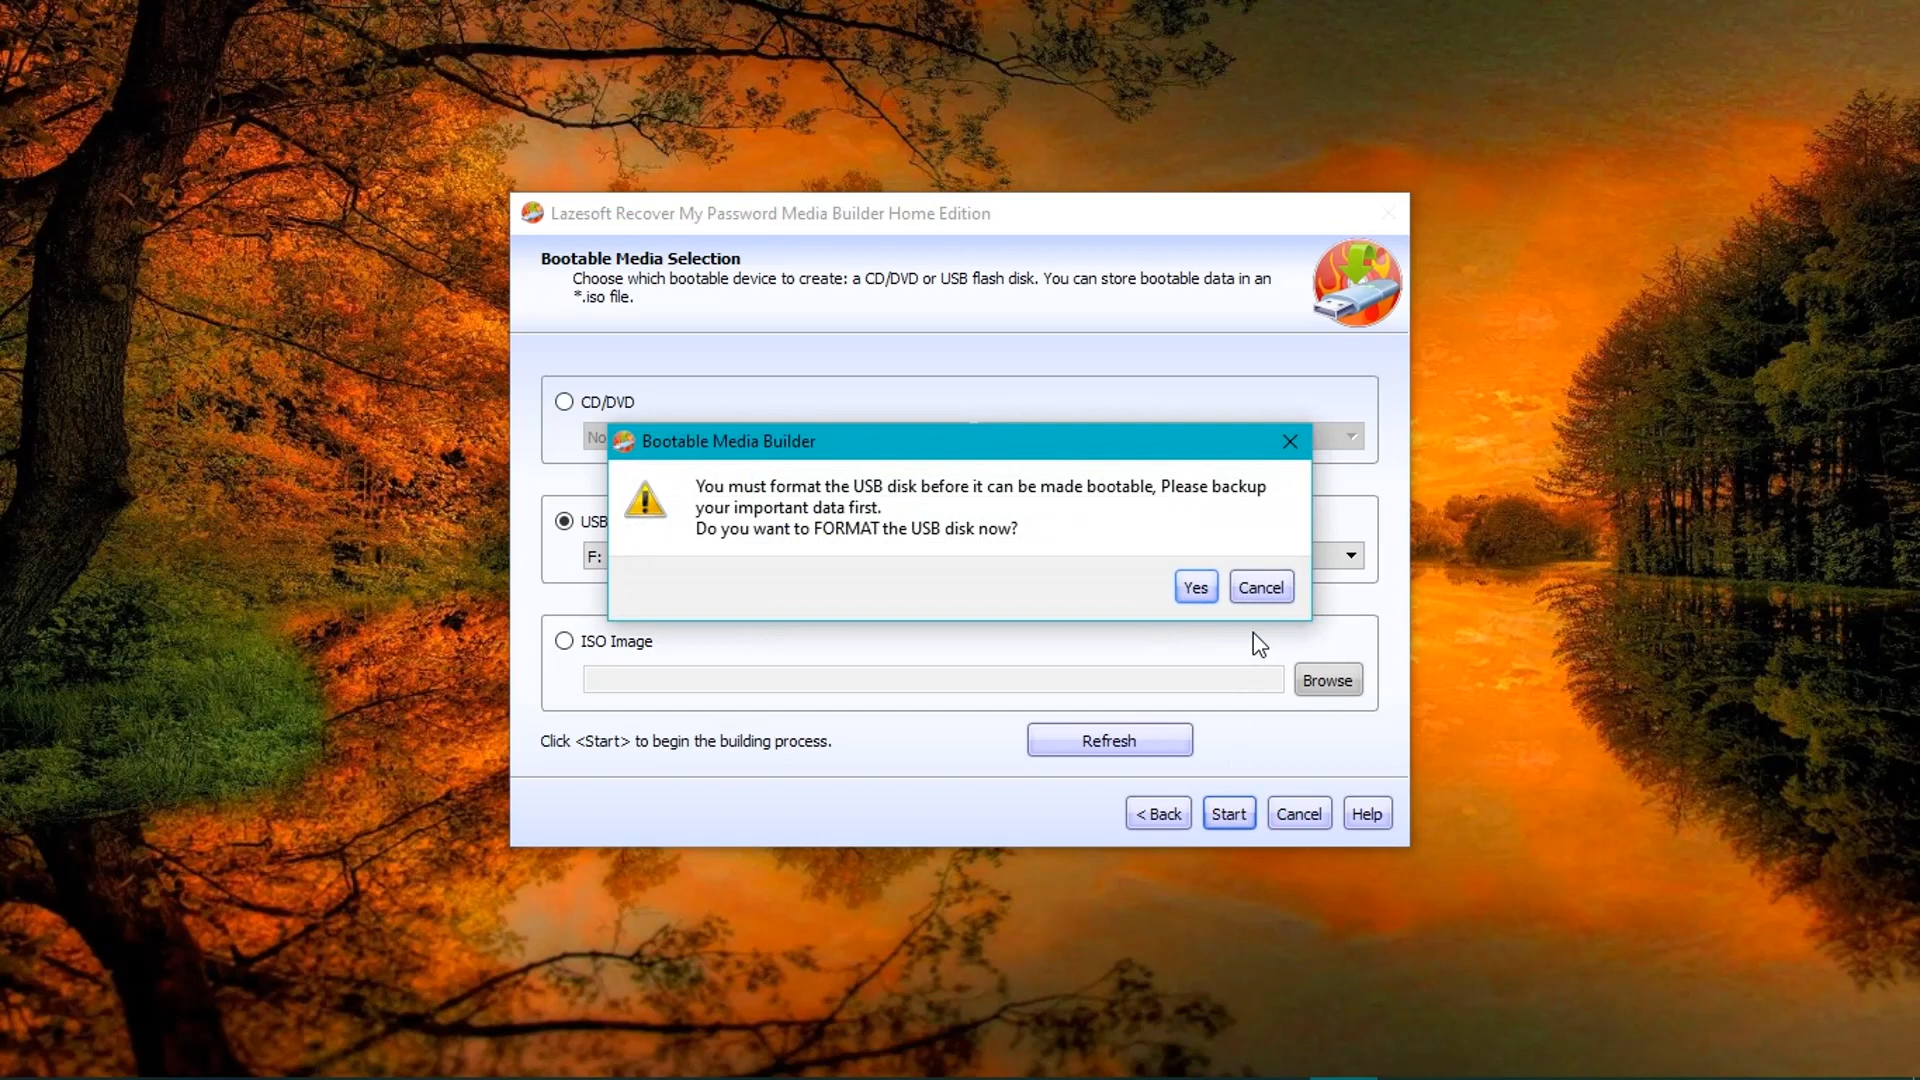 Lazesoft Recover My Password Media Builder Home Edition
Bootable Media Selection
Choose which bootable device to create: a CD/DVD or USB flash disk. You can store bootable data in an
*.iso file.
CD/DVD
No
Bootable Media Builder
You must format the USB disk before it can be made bootable, Please backup
your important data first.
Do you want to FORMAT the USB disk now?
Yes
Cancel
USB
F:
ISO Image
Browse
Click <Start> to begin the building process.
Refresh
< Back
Start
Cancel
Help